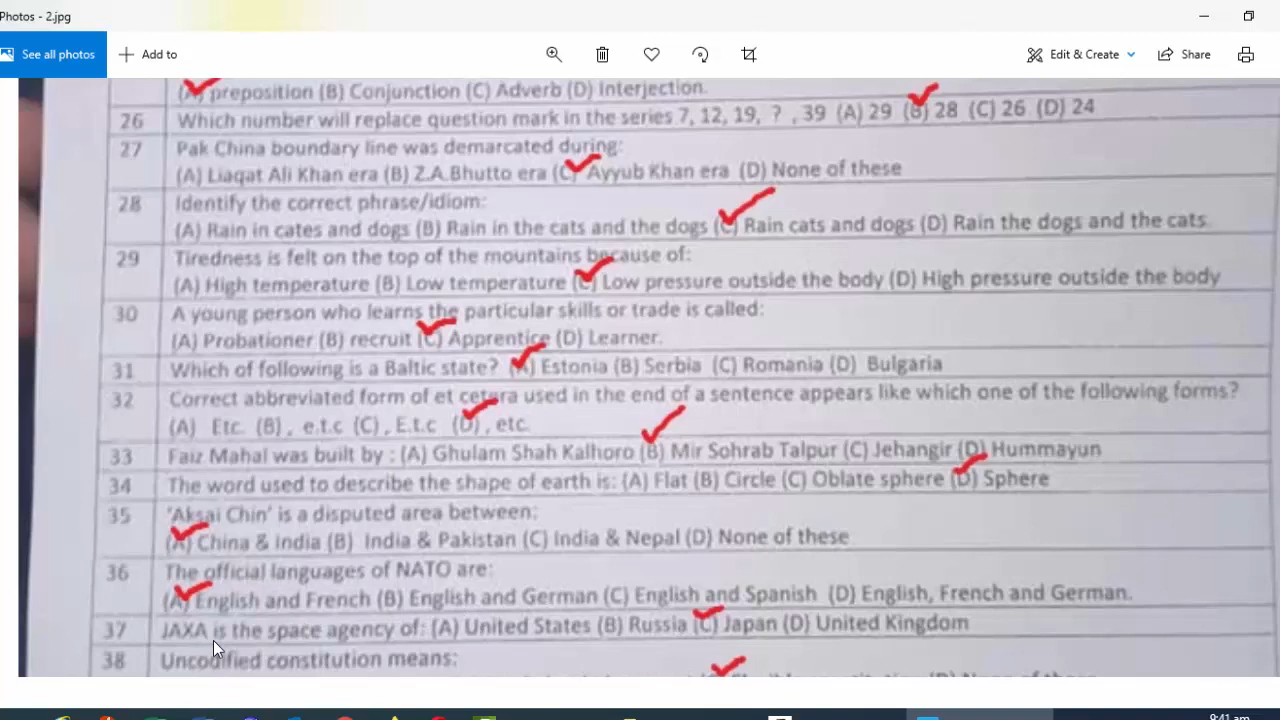 Photos - 2.jpg
See all photos
Add to
Edit & Create
Share
(A) preposition (B) Conjunction (C) Adverb (D) Interjection.
26 Which number will replace question mark in the series 7, 12, 19, ? , 39 (A) 29 (B) 28 (C) 26 (D) 24
27 Pak China boundary line was demarcated during:
(A) Liaqat Ali Khan era (B) Z.A.Bhutto era (C) Ayyub Khan era (D) None of these
28 Identify the correct phrase/idiom:
(A) Rain in cates and dogs (B) Rain in the cats and the dogs (C) Rain cats and dogs (D) Rain the dogs and the cats.
29 Tiredness is felt on the top of the mountains because of:
(A) High temperature (B) Low temperature (C) Low pressure outside the body (D) High pressure outside the body
30 A young person who learns the particular skills or trade is called:
(A) Probationer (B) recruit (C) Apprentice (D) Learner.
31 Which of following is a Baltic state? (A) Estonia (B) Serbia (C) Romania (D) Bulgaria
32 Correct abbreviated form of et cetara used in the end of a sentence appears like which one of the following forms?
(A) Etc. (B) , e.t.c (C) , E.t.c (D) , etc.
33 Faiz Mahal was built by : (A) Ghulam Shah Kalhoro (B) Mir Sohrab Talpur (C) Jehangir (D) Hummayun
34 The word used to describe the shape of earth is: (A) Flat (B) Circle (C) Oblate sphere (D) Sphere
35 'Aksai Chin' is a disputed area between:
(A) China & India (B) India & Pakistan (C) India & Nepal (D) None of these
36 The official languages of NATO are:
(A) English and French (B) English and German (C) English and Spanish (D) English, French and German.
37 JAXA is the space agency of: (A) United States (B) Russia (C) Japan (D) United Kingdom
38 Uncodified constitution means:
9:41 am